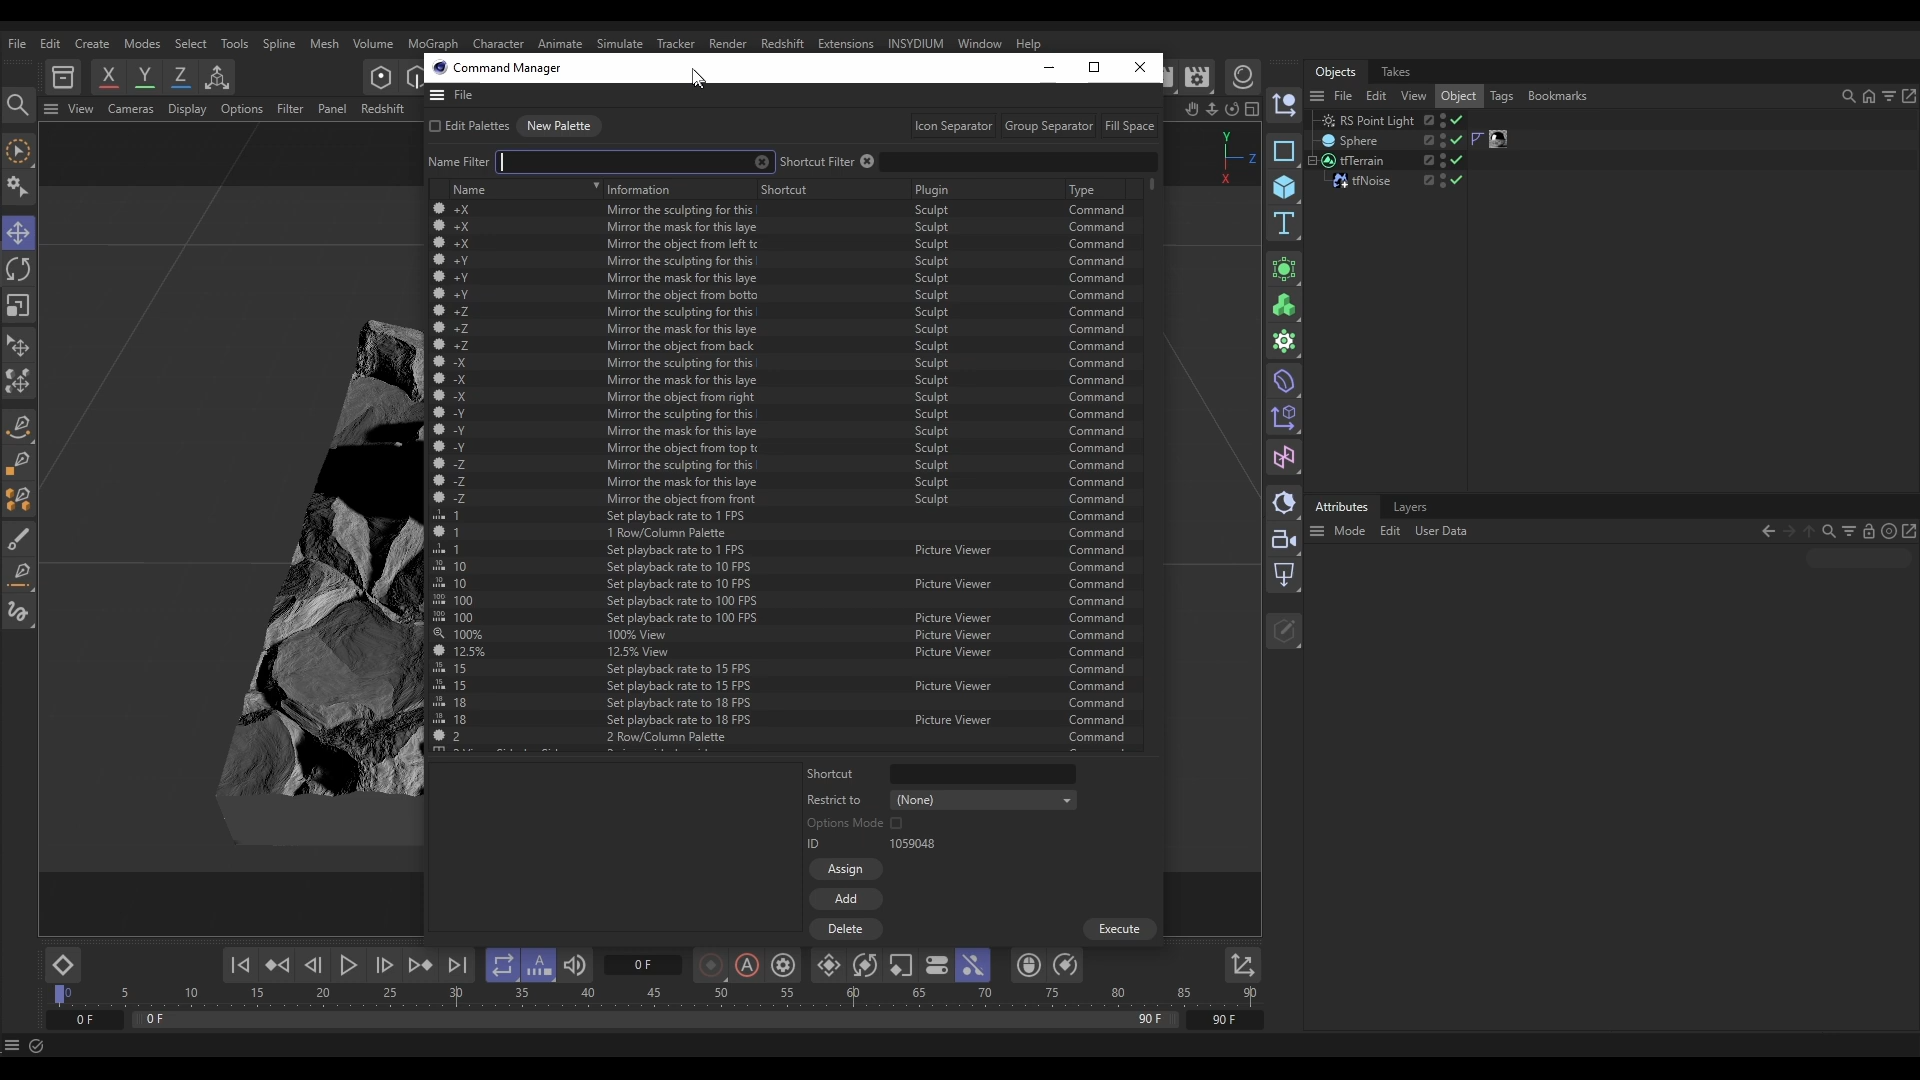 File Edit Create Modes Select Tools Spline Mesh Volume MoGraph Character Animate Simulate Tracker Render Redshift Extensions INSYDIUM Window Help
Command Manager
Objects Takes
X Y Z
File
File Edit View Object Tags Bookmarks
View Cameras Display Options Filter Panel Redshift
Edit Palettes New Palette Icon Separator Group Separator Fill Space
RS Point Light
Y
Sphere
Name Filter Shortcut Filter
Z
tfTerrain
X
tfNoise
Name Information Shortcut Plugin Type
+X Mirror the sculpting for this Sculpt Command
+X Mirror the mask for this laye Sculpt Command
+X Mirror the object from left to Sculpt Command
+Y Mirror the sculpting for this Sculpt Command
+Y Mirror the mask for this laye Sculpt Command
+Y Mirror the object from botto Sculpt Command
+Z Mirror the sculpting for this Sculpt Command
+Z Mirror the mask for this laye Sculpt Command
+Z Mirror the object from back Sculpt Command
-X Mirror the sculpting for this Sculpt Command
-X Mirror the mask for this laye Sculpt Command
-X Mirror the object from right Sculpt Command
-Y Mirror the sculpting for this Sculpt Command
-Y Mirror the mask for this laye Sculpt Command
-Y Mirror the object from top to Sculpt Command
-Z Mirror the sculpting for this Sculpt Command
-Z Mirror the mask for this laye Sculpt Command
-Z Mirror the object from front Sculpt Command
1 Set playback rate to 1 FPS Command
1 1 Row/Column Palette Command
1 Set playback rate to 1 FPS Picture Viewer Command
10 Set playback rate to 10 FPS Command
10 Set playback rate to 10 FPS Picture Viewer Command
100 Set playback rate to 100 FPS Command
100 Set playback rate to 100 FPS Picture Viewer Command
100% 100% View Picture Viewer Command
12.5% 12.5% View Picture Viewer Command
15 Set playback rate to 15 FPS Command
15 Set playback rate to 15 FPS Picture Viewer Command
18 Set playback rate to 18 FPS Command
18 Set playback rate to 18 FPS Picture Viewer Command
2 2 Row/Column Palette Command
Attributes Layers
Mode Edit User Data
Shortcut
Restrict to (None)
Options Mode
ID 1059048
Assign
Add
Delete Execute
0 F
0 5 10 15 20 25 30 35 40 45 50 55 60 65 70 75 80 85 90
0 F 0 F 90 F 90 F